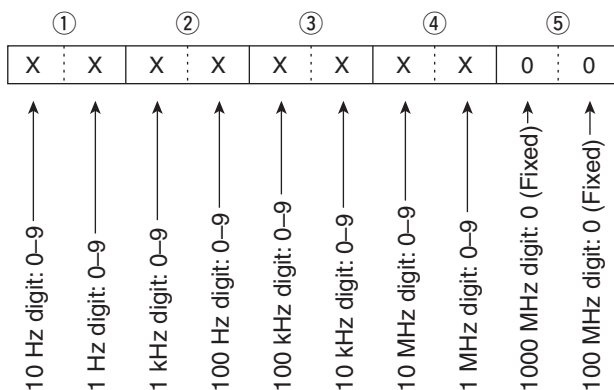 ① ② ③ ④ ⑤
X X X X X X X X 0 0
10 Hz digit: 0–9
1 Hz digit: 0–9
1 kHz digit: 0–9
100 Hz digit: 0–9
100 kHz digit: 0–9
10 kHz digit: 0–9
10 MHz digit: 0–9
1 MHz digit: 0–9
1000 MHz digit: 0 (Fixed)
100 MHz digit: 0 (Fixed)